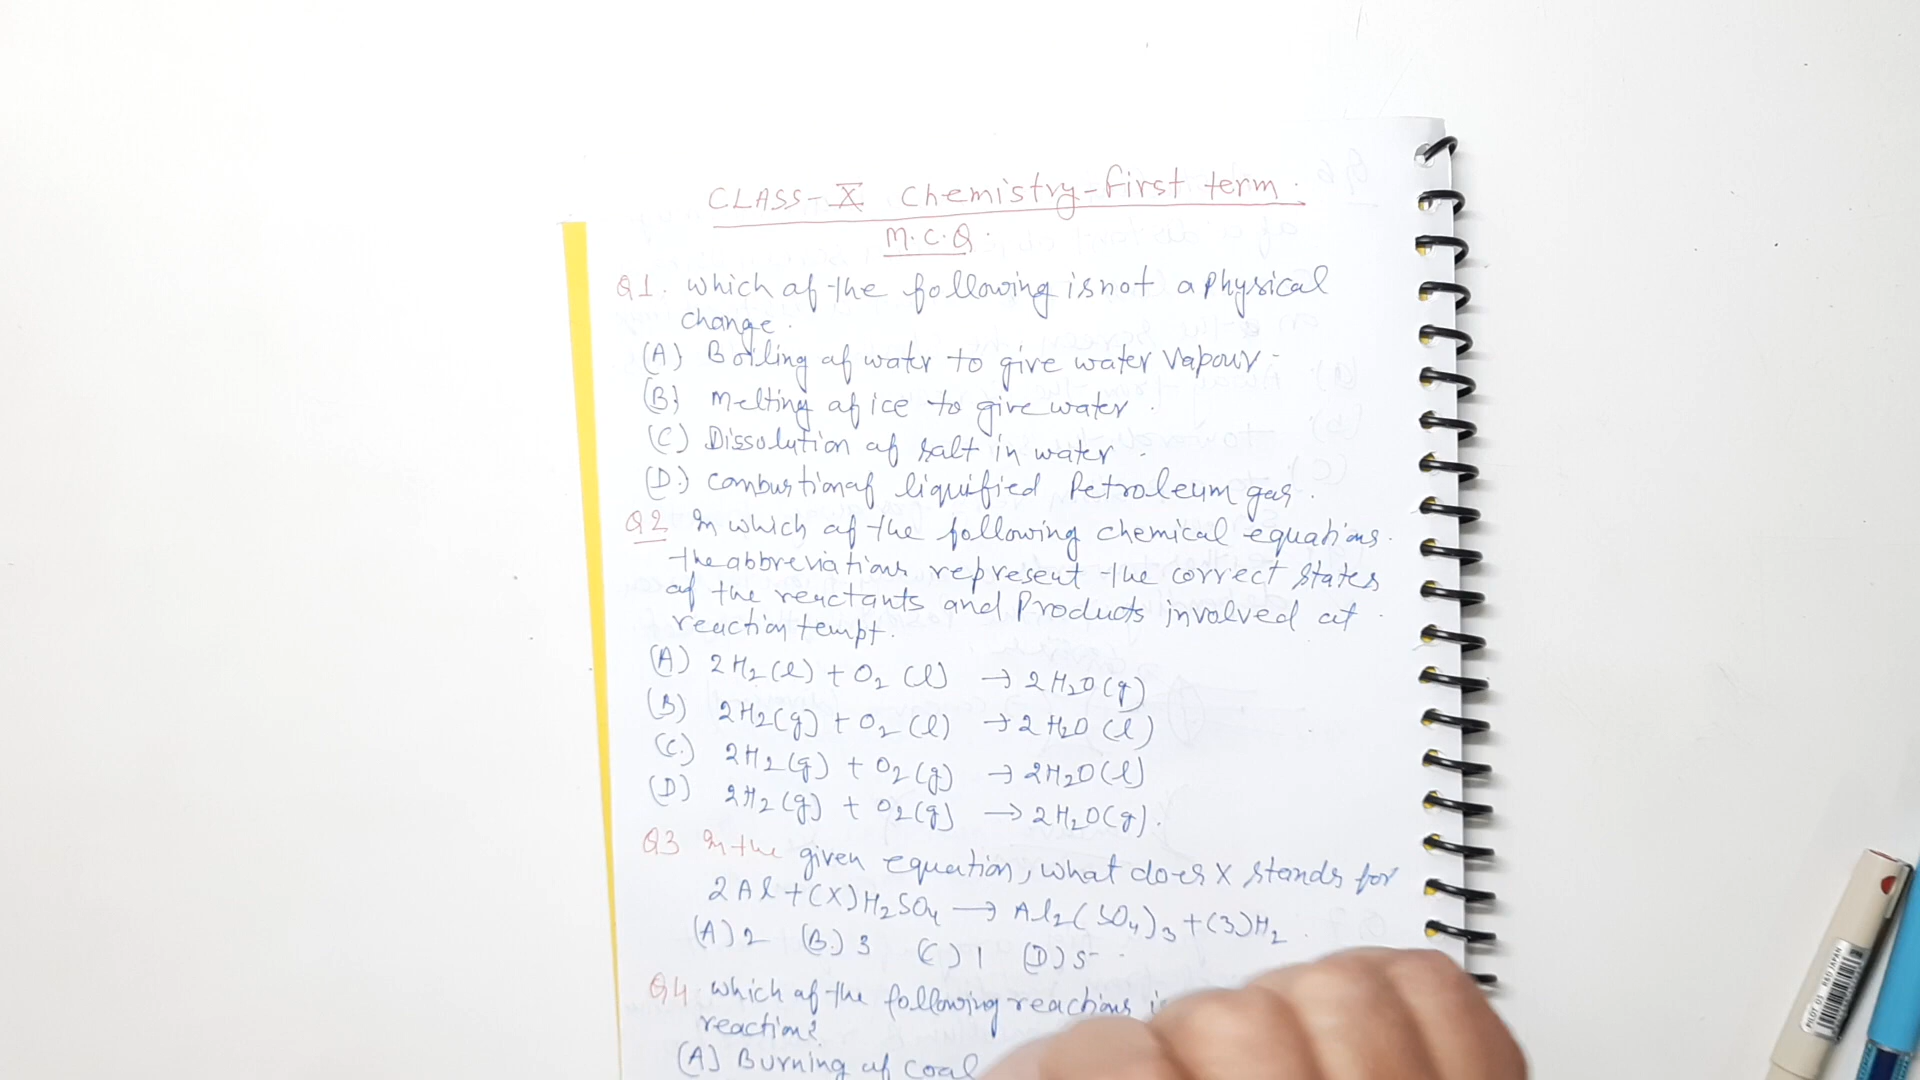 CLASS-X Chemistry-first term.
M.C.Q.
Q1. which of the following is not a physical
change.
(A) Boiling of water to give water vapour.
(B) Melting of ice to give water.
(C) Dissolution of salt in water.
(D.) combustion of liquified Petroleum gas.
Q2 In which of the following chemical equations.
the abbreviations represent the correct states
of the reactants and Products involved at
reaction tempt.
(A) 2H₂(l) + O₂ (l) → 2H₂O(g)
(B) 2H₂(g) + O₂ (l) → 2H₂O (l)
(C.) 2H₂(g) + O₂(g) → 2H₂O(l)
(D) 2H₂(g) + O₂(g) → 2H₂O(g).
Q3 In the given equation, what does X stands for
2Al + (X)H₂SO₄ → Al₂(SO₄)₃ + (3)H₂.
(A) 2 (B.) 3 (C) 1 (D) 5
Q4 which of the following reactions
reaction?
(A) Burning of coal
PILOT 05 R&D JAPAN